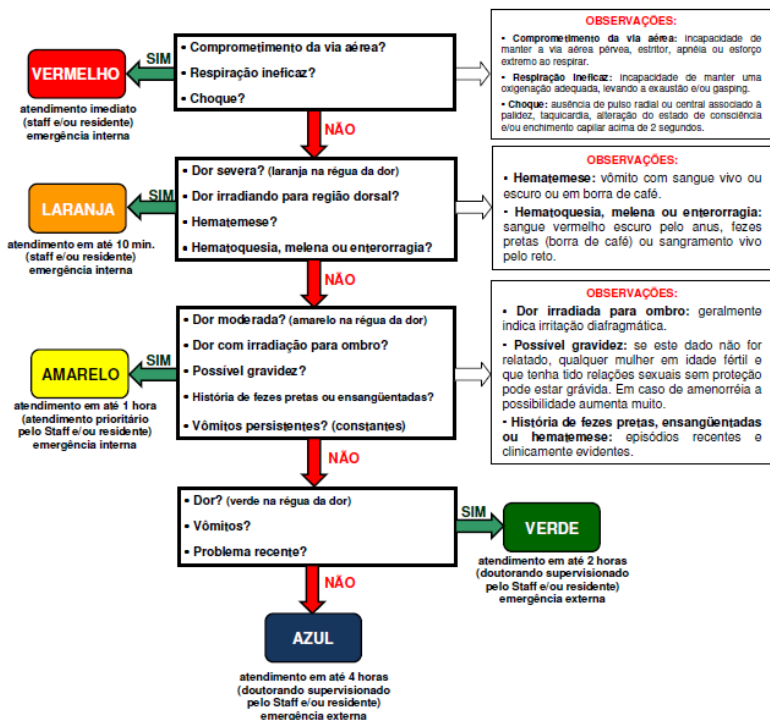 • Comprometimento da via aérea?
• Respiração ineficaz?
• Choque?
SIM
VERMELHO
atendimento imediato
(staff e/ou residente)
emergência interna
OBSERVAÇÕES:
• Comprometimento da via aérea: incapacidade de
manter a via aérea pérvea, estritor, apnéia ou esforço
extremo ao respirar.
• Respiração Ineficaz: incapacidade de manter uma
oxigenação adequada, levando a exaustão e/ou gasping.
• Choque: ausência de pulso radial ou central associado à
palidez, taquicardia, alteração do estado de consciência
e/ou enchimento capilar acima de 2 segundos.
NÃO
• Dor severa? (laranja na régua da dor)
• Dor irradiando para região dorsal?
• Hematemese?
• Hematoquesia, melena ou enterorragia?
SIM
LARANJA
atendimento em até 10 min.
(staff e/ou residente)
emergência interna
OBSERVAÇÕES:
• Hematemese: vômito com sangue vivo ou
escuro ou em borra de café.
• Hematoquesia, melena ou enterorragia:
sangue vermelho escuro pelo anus, fezes
pretas (borra de café) ou sangramento vivo
pelo reto.
NÃO
• Dor moderada? (amarelo na régua da dor)
• Dor com irradiação para ombro?
• Possível gravidez?
• História de fezes pretas ou ensangüentadas?
• Vômitos persistentes? (constantes)
SIM
AMARELO
atendimento em até 1 hora
(atendimento prioritário
pelo Staff e/ou residente)
emergência interna
OBSERVAÇÕES:
• Dor irradiada para ombro: geralmente
indica irritação diafragmática.
• Possível gravidez: se este dado não for
relatado, qualquer mulher em idade fértil e
que tenha tido relações sexuais sem proteção
pode estar grávida. Em caso de amenorréia a
possibilidade aumenta muito.
• História de fezes pretas, ensangüentadas
ou hematemese: episódios recentes e
clinicamente evidentes.
NÃO
• Dor? (verde na régua da dor)
• Vômitos?
• Problema recente?
SIM
VERDE
atendimento em até 2 horas
(doutorando supervisionado
pelo Staff e/ou residente)
emergência externa
NÃO
AZUL
atendimento em até 4 horas
(doutorando supervisionado
pelo Staff e/ou residente)
emergência externa